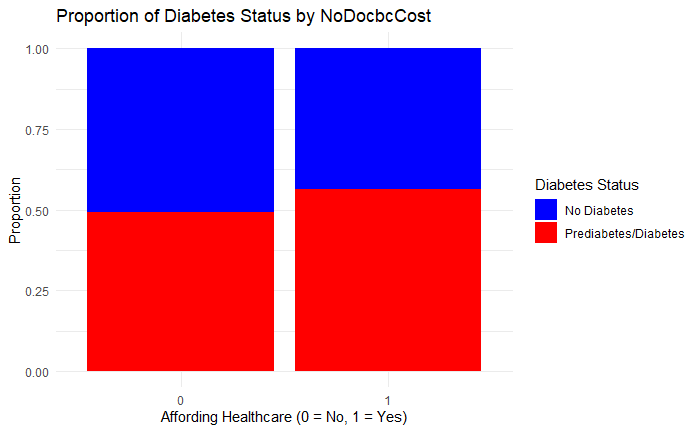 Proportion of Diabetes Status by NoDocbcCost
1.00
0.75
0.50
0.25
0.00
Proportion
0
1
Affording Healthcare (0 = No, 1 = Yes)
Diabetes Status
No Diabetes
Prediabetes/Diabetes